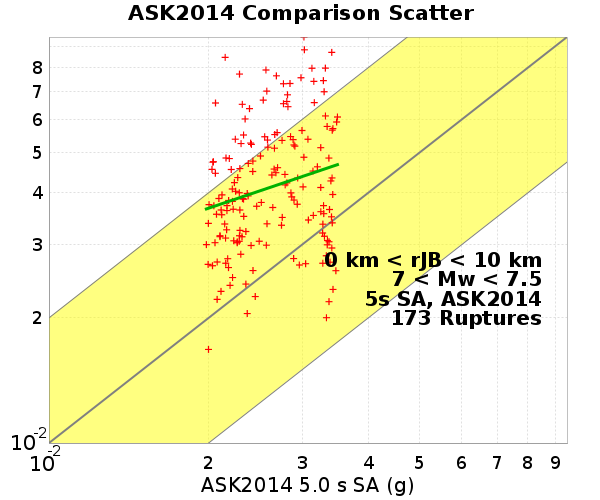 ASK2014 Comparison Scatter
8
7
6
5
4
3
2
10-2
0 km < rJB < 10 km
7 < Mw < 7.5
5s SA, ASK2014
173 Ruptures
10-2 2 3 4 5 6 7 8 9
ASK2014 5.0 s SA (g)